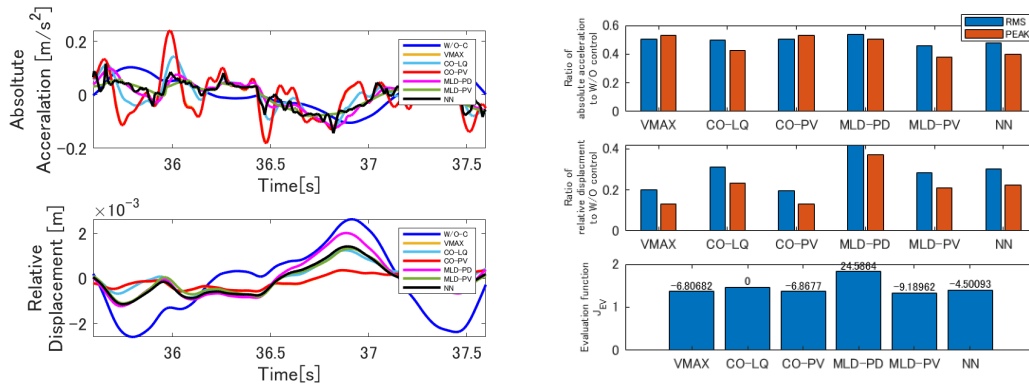 Absolute
Acceralation [m/s²]
0.2
0
−0.2
36
36.5
37
37.5
Time[s]
W/O-C
VMAX
CO-LQ
CO-PV
MLD-PD
MLD-PV
NN
×10⁻³
Relative
Displacement [m]
2
0
−2
36
36.5
37
37.5
Time[s]
W/O-C
VMAX
CO-LQ
CO-PV
MLD-PD
MLD-PV
NN
Ratio of
absolute acceleration
to W/O control
0.6
0.4
0.2
0
RMS
PEAK
VMAX
CO-LQ
CO-PV
MLD-PD
MLD-PV
NN
Ratio of
relative displacment
to W/O control
0.4
0.2
0
VMAX
CO-LQ
CO-PV
MLD-PD
MLD-PV
NN
Evaluation function
J_EV
2
1
0
−6.80682
0
−6.8677
24.5864
−9.18962
−4.50093
VMAX
CO-LQ
CO-PV
MLD-PD
MLD-PV
NN